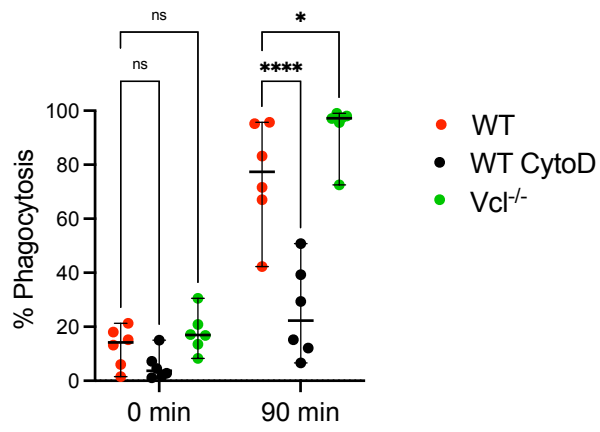 ns
*
ns
****
% Phagocytosis
100
80
60
40
20
0
0 min
90 min
WT
WT CytoD
Vcl-/-